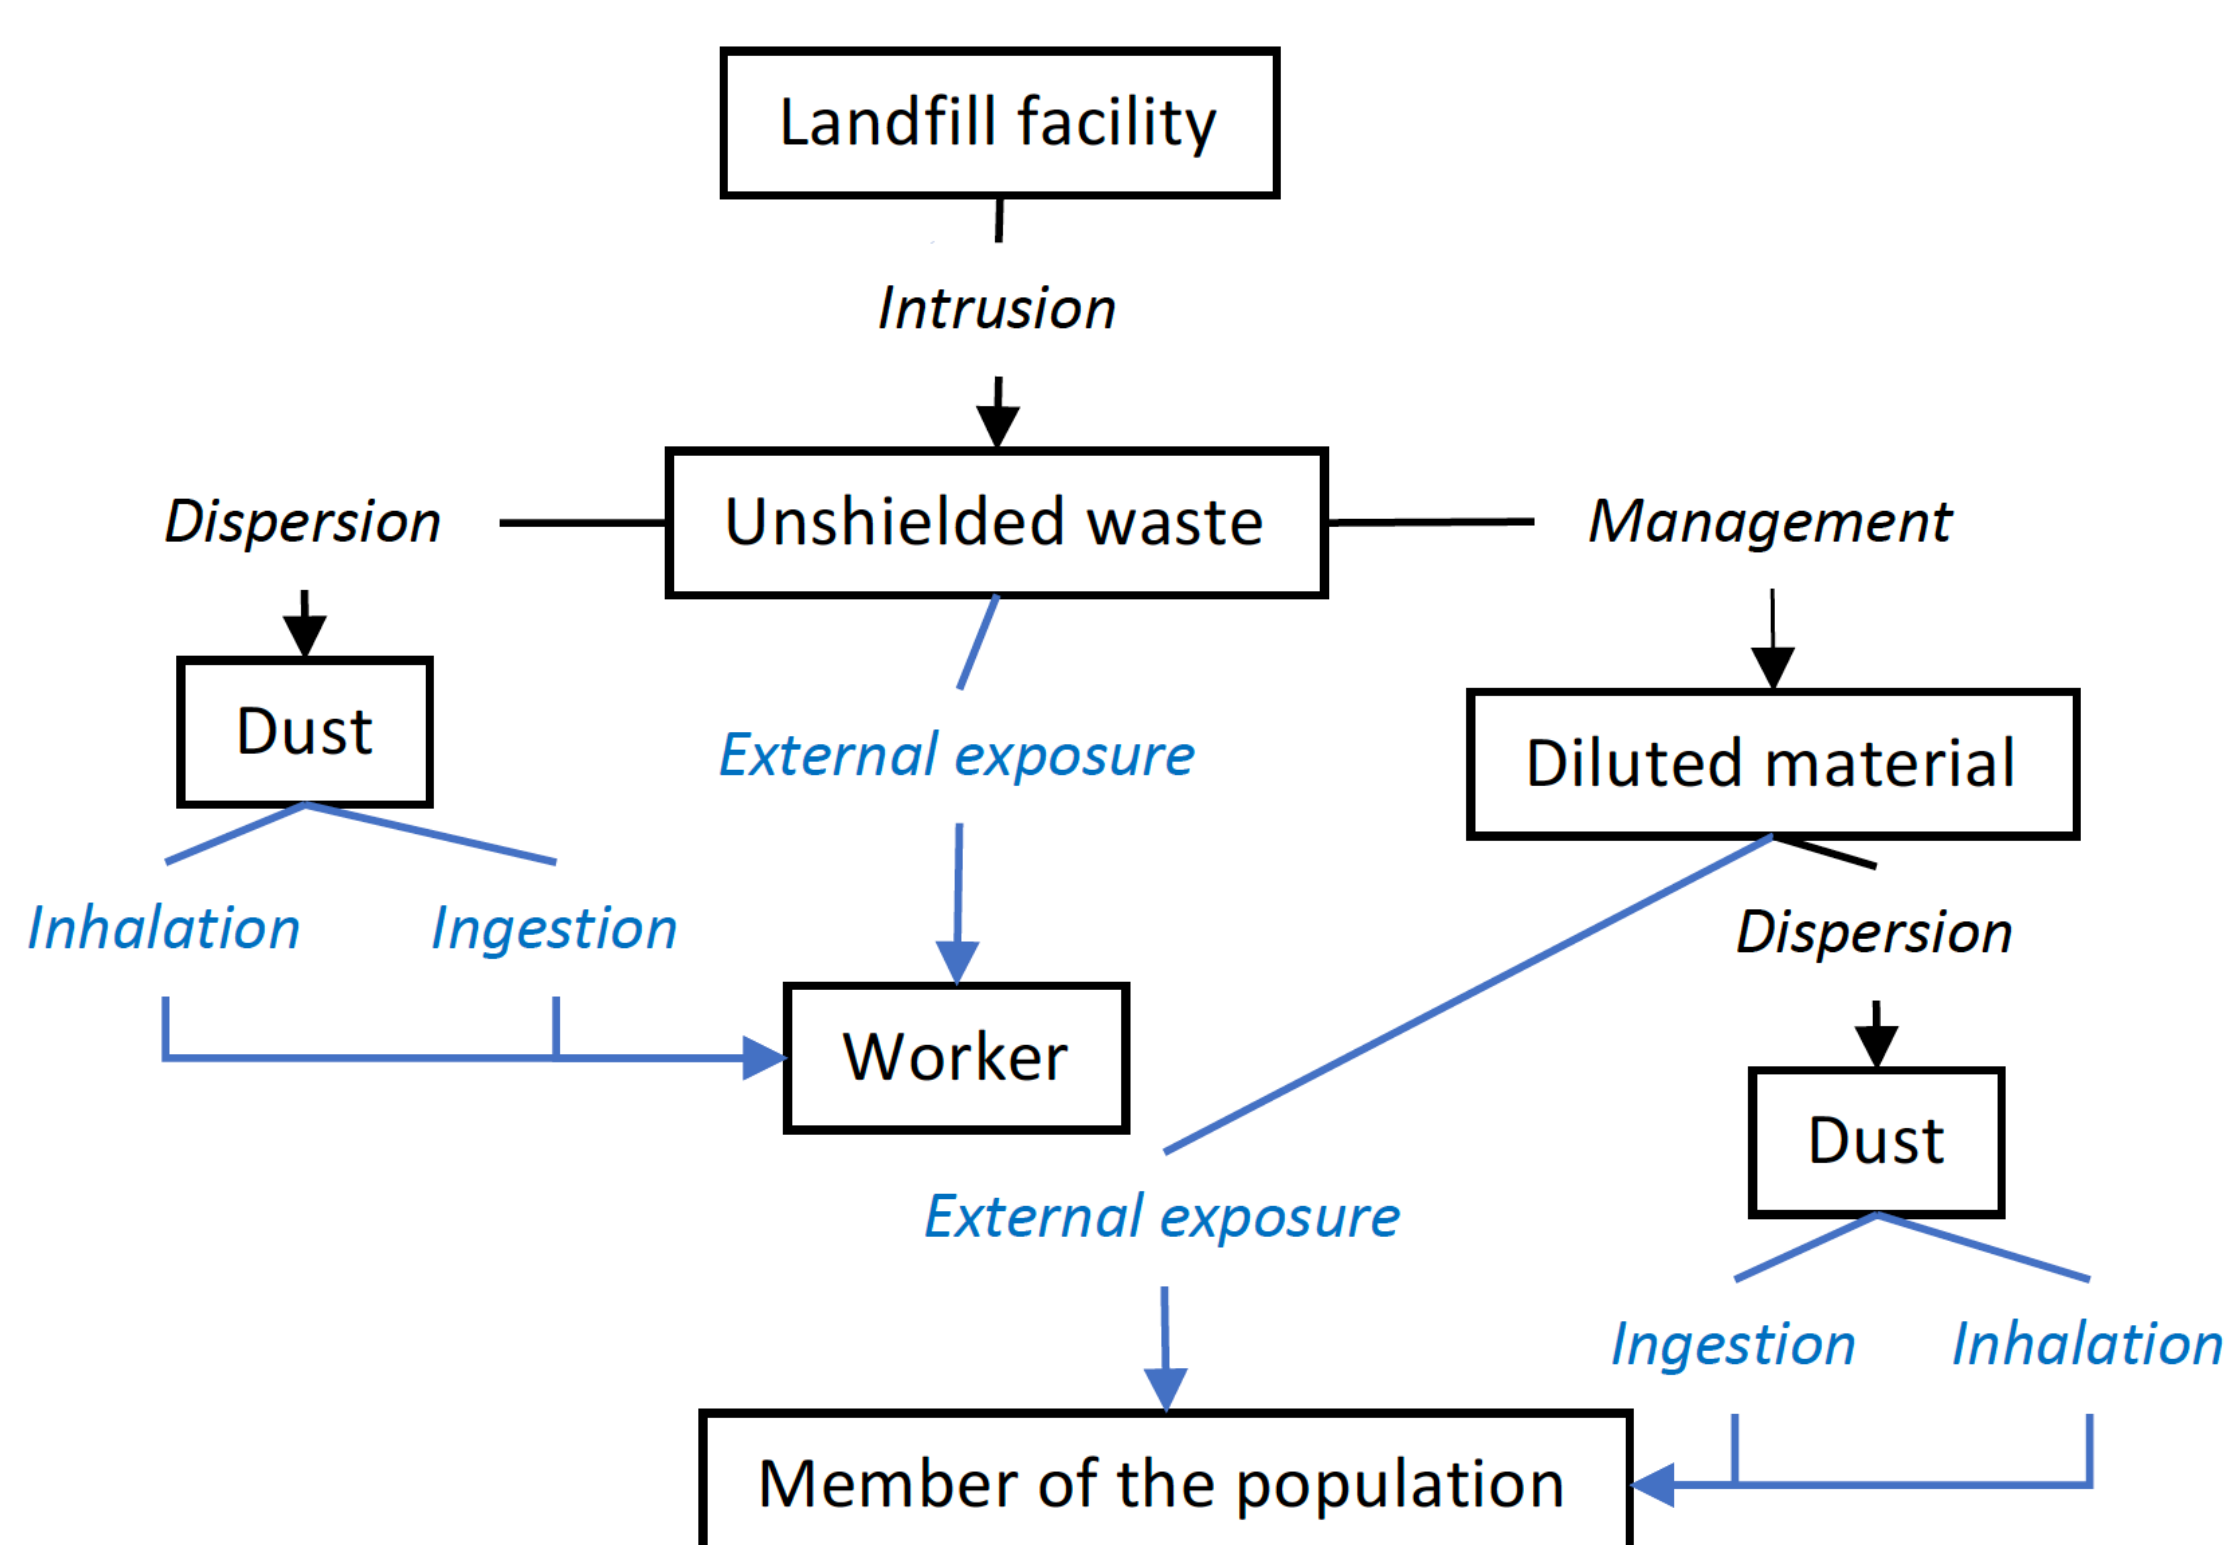 Landfill facility
Intrusion
Dispersion
Unshielded waste
Management
Dust
External exposure
Diluted material
Inhalation
Ingestion
Dispersion
Worker
Dust
External exposure
Ingestion
Inhalation
Member of the population